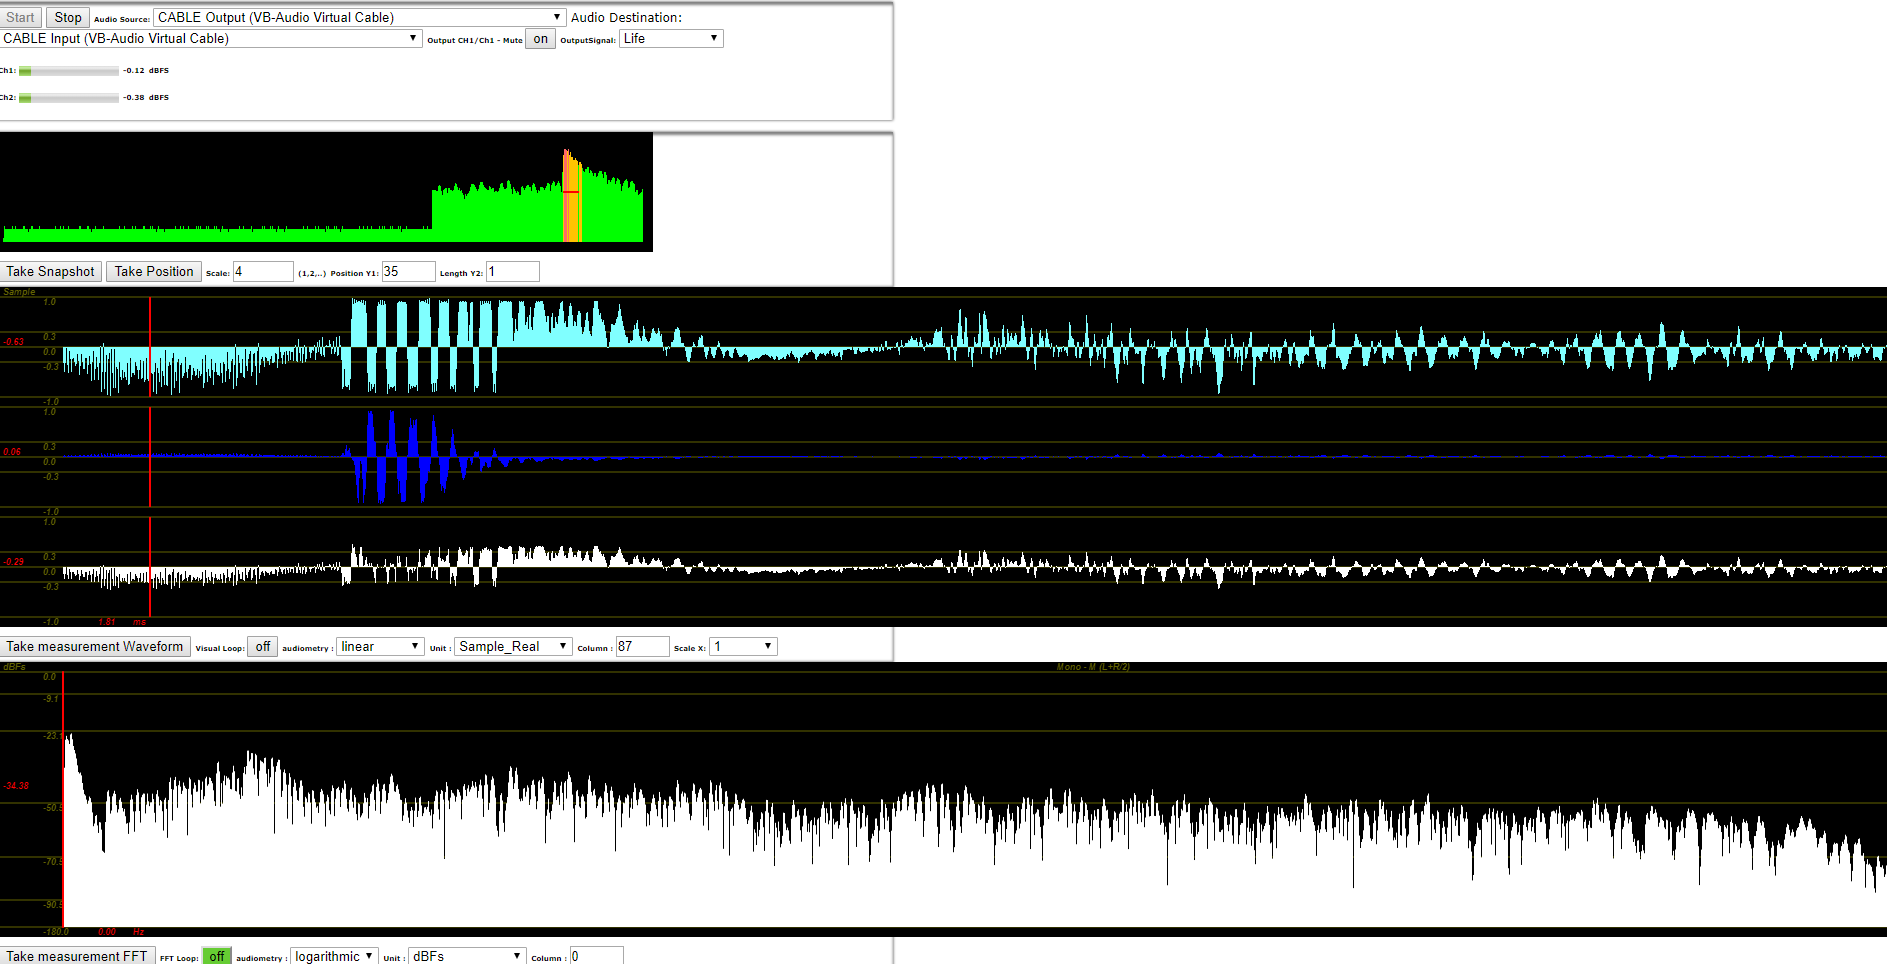 Start Stop Audio Source: CABLE Output (VB-Audio Virtual Cable) Audio Destination:
CABLE Input (VB-Audio Virtual Cable) Output CH1/Ch1 - Mute on OutputSignal: Life
Ch1: -0.12 dBFS
Ch2: -0.38 dBFS
Take Snapshot Take Position Scale: 4 (1,2,..) Position Y1: 35 Length Y2: 1
Sample
1.0
0.3
-0.63
0.0
-0.3
-1.0
1.0
0.3
0.06
0.0
-0.3
-1.0
1.0
0.3
-0.29
0.0
-0.3
-1.0 1.81 ms
Take measurement Waveform Visual Loop: off audiometry : linear Unit : Sample_Real Column : 87 Scale X: 1
dBFs Mono - M (L+R/2)
0.0
-9.1
-23.1
-34.38
-50.5
-70.5
-90.5
-180.0 0.00 Hz
Take measurement FFT FFT Loop: off audiometry : logarithmic Unit : dBFs Column : 0